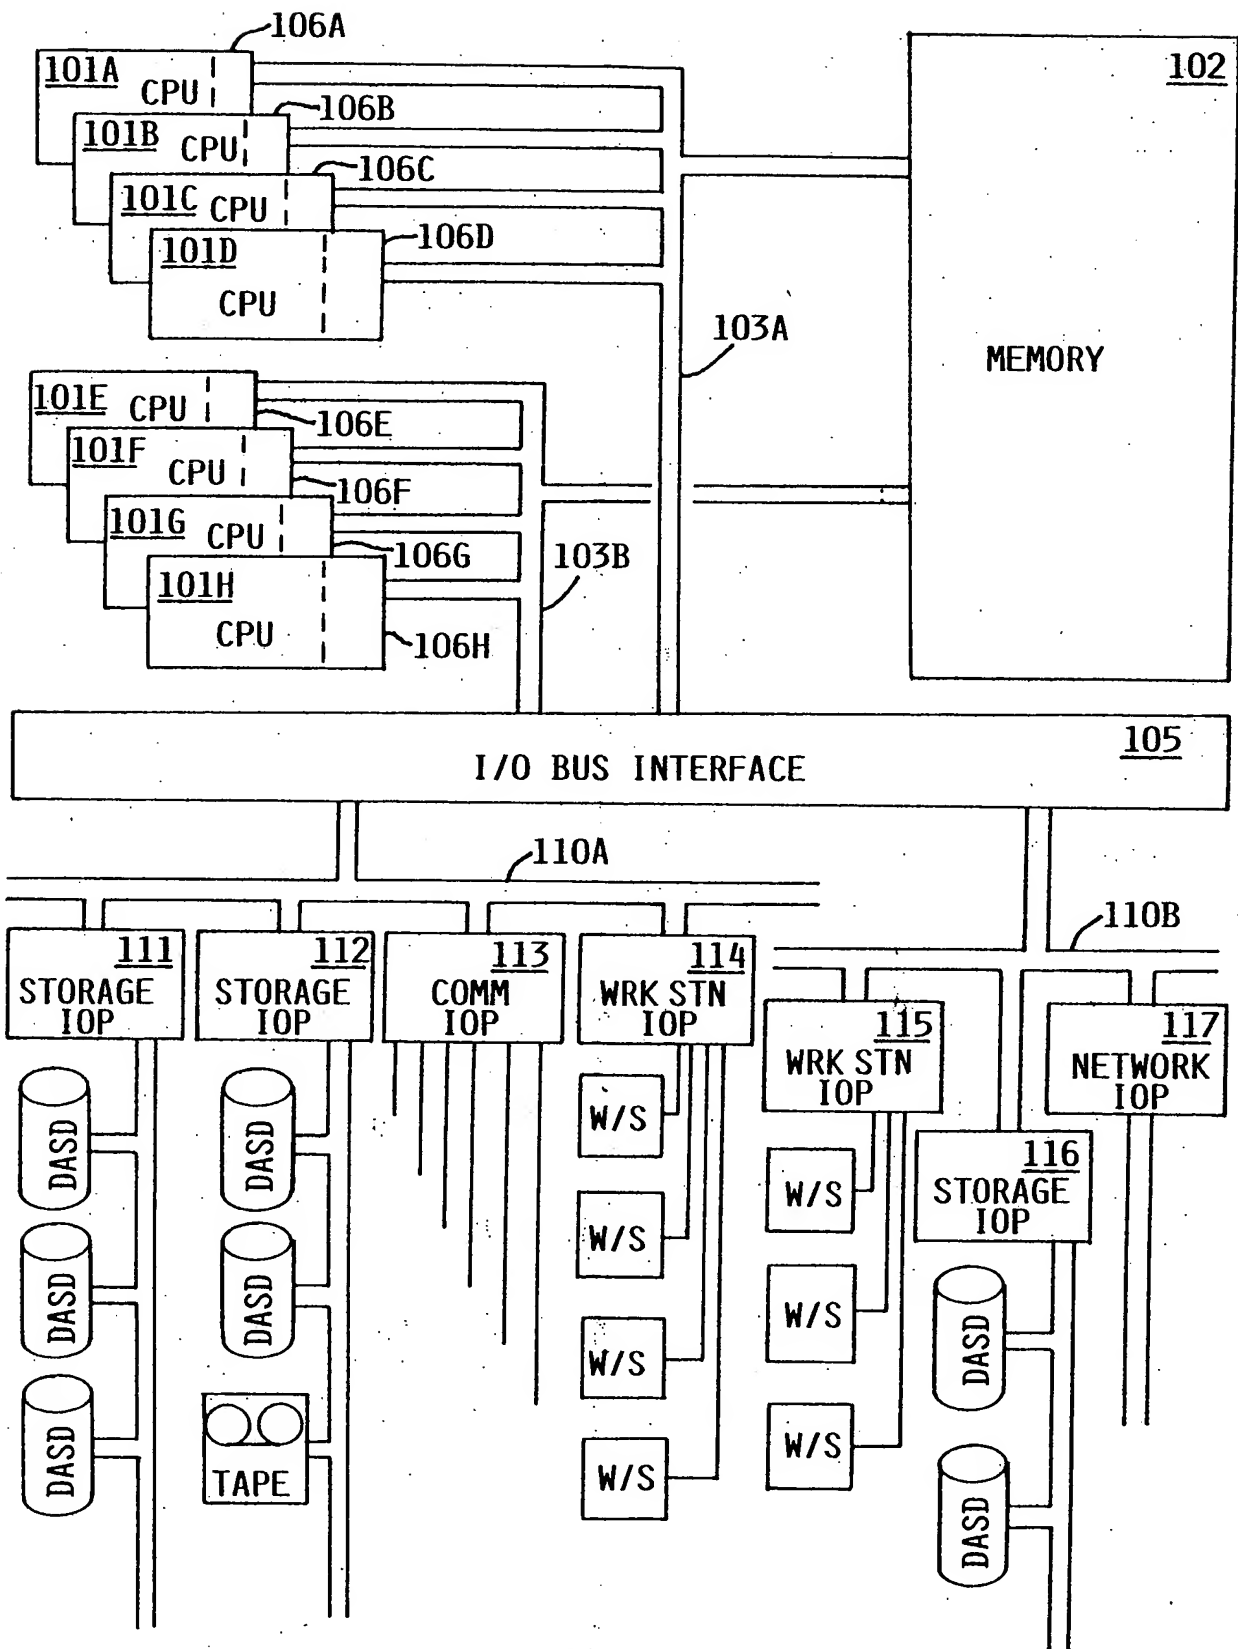 106A
101A
CPU
102
106B
101B
CPU
106C
101C
CPU
106D
101D
CPU
103A
MEMORY
101E
CPU
106E
101F
CPU
106F
101G
CPU
106G
103B
101H
CPU
106H
105
I/O BUS INTERFACE
110A
110B
111
STORAGE
IOP
112
STORAGE
IOP
113
COMM
IOP
114
WRK STN
IOP
115
WRK STN
IOP
117
NETWORK
IOP
116
STORAGE
IOP
DASD
DASD
DASD
DASD
DASD
TAPE
W/S
W/S
W/S
W/S
W/S
W/S
W/S
DASD
DASD